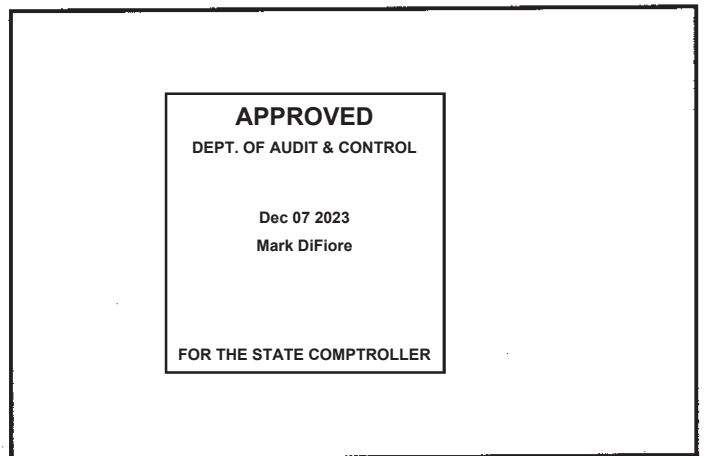 APPROVED
DEPT. OF AUDIT & CONTROL
Dec 07 2023
Mark DiFiore
FOR THE STATE COMPTROLLER